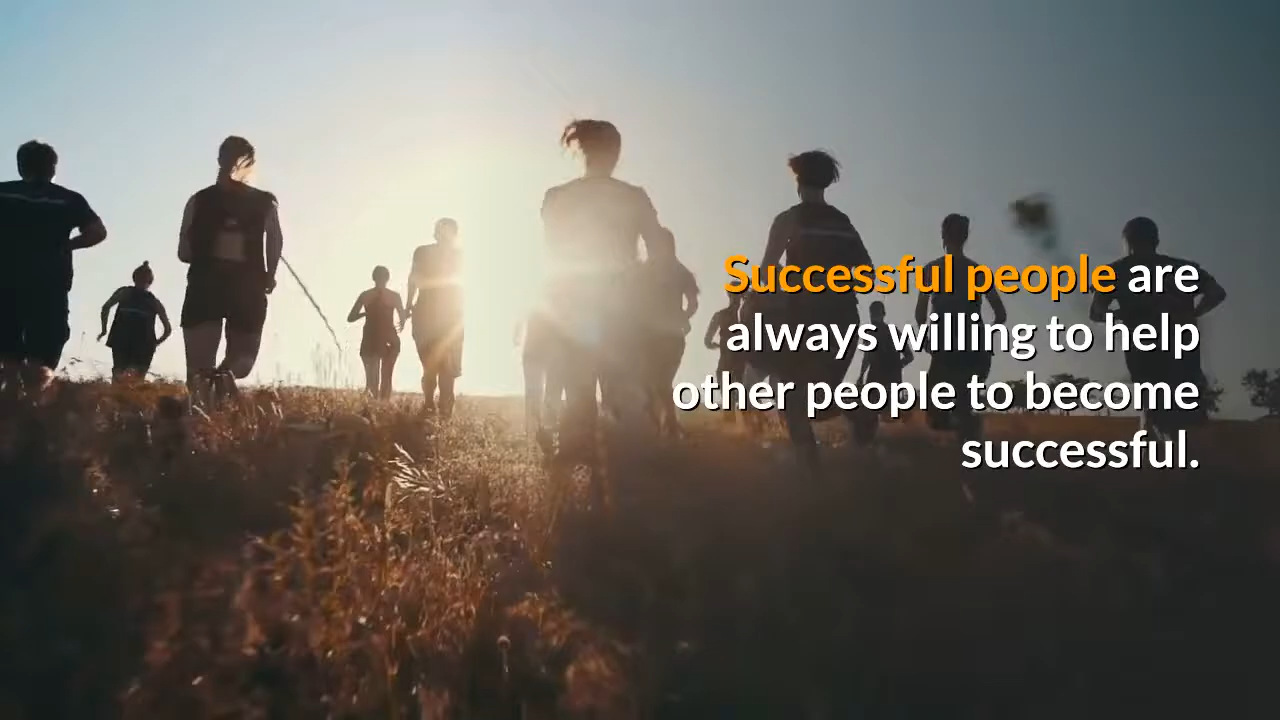 Successful people are
always willing to help
other people to become
successful.